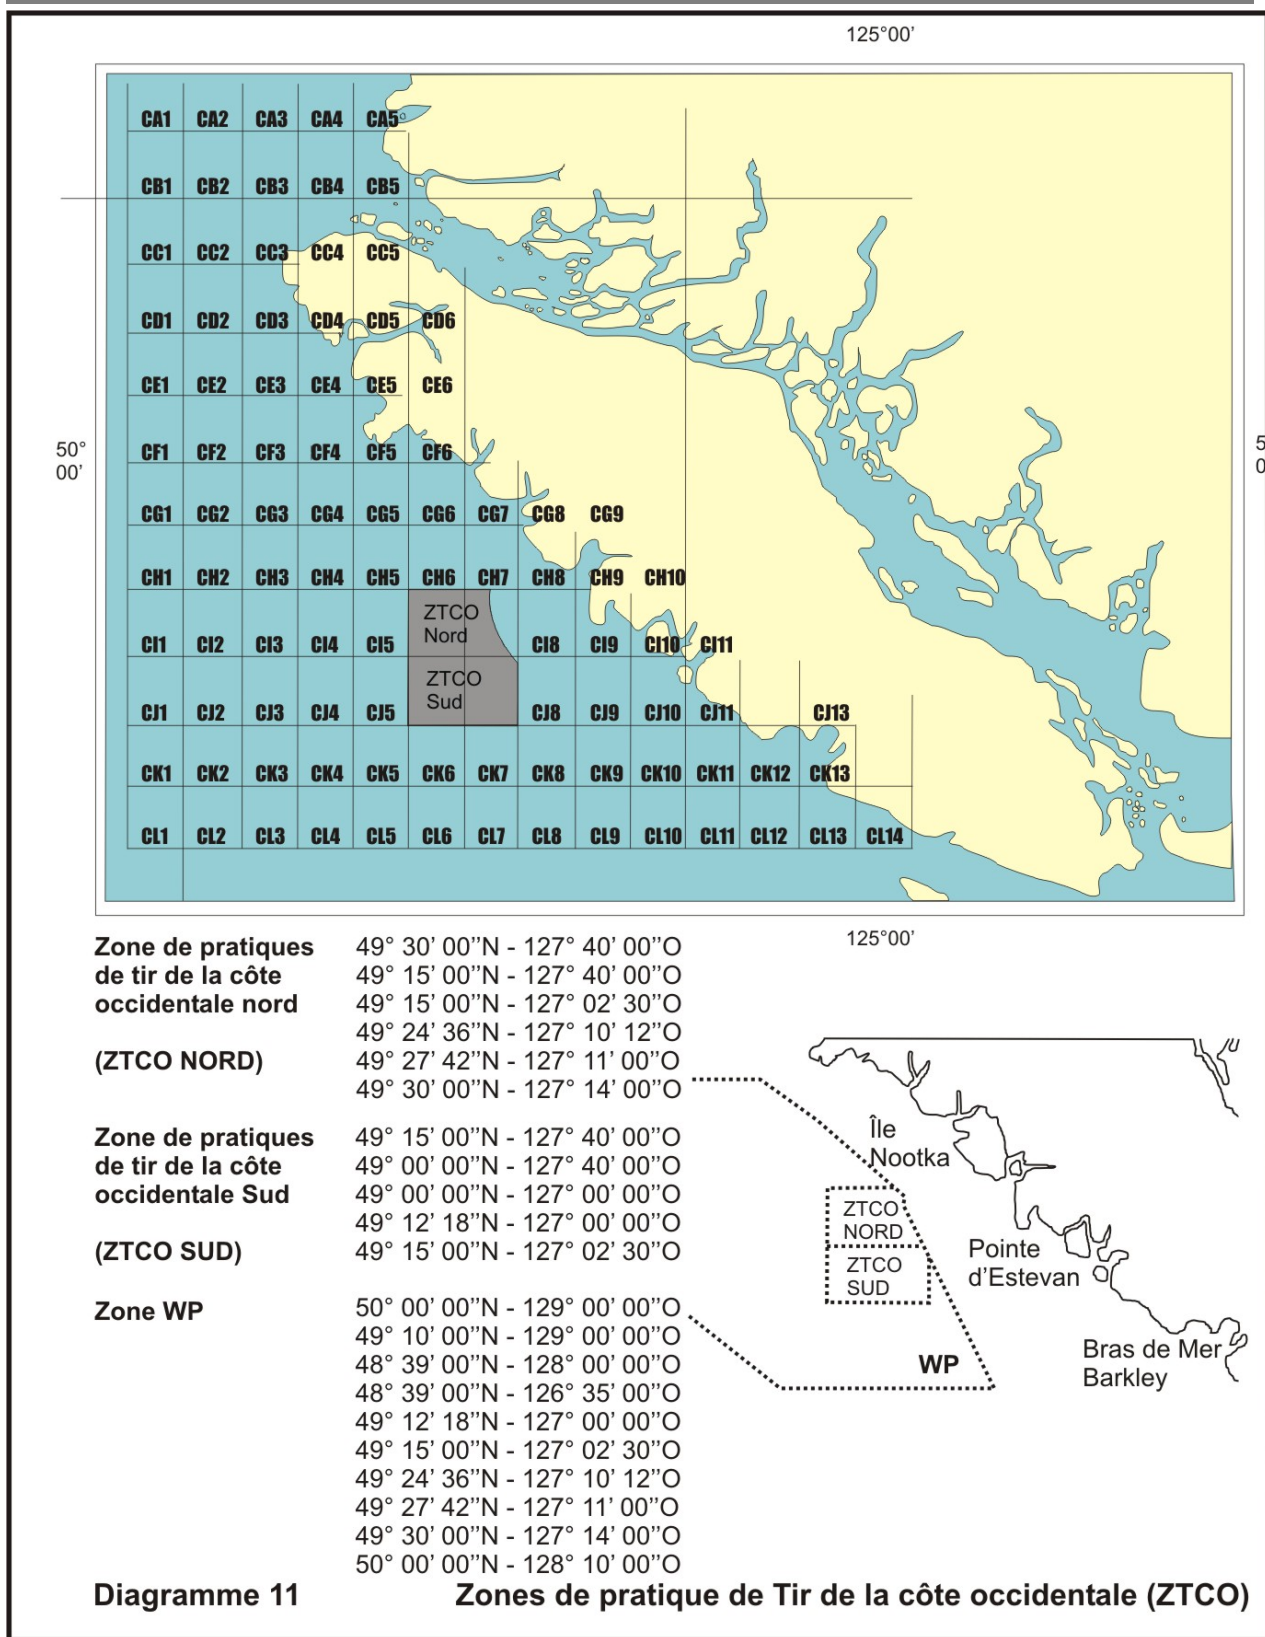 125°00’
CA1 CA2 CA3 CA4 CA5
CB1 CB2 CB3 CB4 CB5
CC1 CC2 CC3 CC4 CC5
CD1 CD2 CD3 CD4 CD5 CD6
CE1 CE2 CE3 CE4 CE5 CE6
50°
00’
CF1 CF2 CF3 CF4 CF5 CF6
5
0
CG1 CG2 CG3 CG4 CG5 CG6 CG7 CG8 CG9
CH1 CH2 CH3 CH4 CH5 CH6 CH7 CH8 CH9 CH10
ZTCO
Nord
CI1 CI2 CI3 CI4 CI5 CI8 CI9 CI10 CI11
ZTCO
Sud
CJ1 CJ2 CJ3 CJ4 CJ5 CJ8 CJ9 CJ10 CJ11 CJ13
CK1 CK2 CK3 CK4 CK5 CK6 CK7 CK8 CK9 CK10 CK11 CK12 CK13
CL1 CL2 CL3 CL4 CL5 CL6 CL7 CL8 CL9 CL10 CL11 CL12 CL13 CL14
125°00’
Zone de pratiques 49° 30’ 00”N - 127° 40’ 00”O
de tir de la côte 49° 15’ 00”N - 127° 40’ 00”O
occidentale nord 49° 15’ 00”N - 127° 02’ 30”O
49° 24’ 36”N - 127° 10’ 12”O
(ZTCO NORD) 49° 27’ 42”N - 127° 11’ 00”O
49° 30’ 00”N - 127° 14’ 00”O
Zone de pratiques 49° 15’ 00”N - 127° 40’ 00”O
de tir de la côte 49° 00’ 00”N - 127° 40’ 00”O
occidentale Sud 49° 00’ 00”N - 127° 00’ 00”O
49° 12’ 18”N - 127° 00’ 00”O
(ZTCO SUD) 49° 15’ 00”N - 127° 02’ 30”O
Zone WP 50° 00’ 00”N - 129° 00’ 00”O
49° 10’ 00”N - 129° 00’ 00”O
48° 39’ 00”N - 128° 00’ 00”O
48° 39’ 00”N - 126° 35’ 00”O
49° 12’ 18”N - 127° 00’ 00”O
49° 15’ 00”N - 127° 02’ 30”O
49° 24’ 36”N - 127° 10’ 12”O
49° 27’ 42”N - 127° 11’ 00”O
49° 30’ 00”N - 127° 14’ 00”O
50° 00’ 00”N - 128° 10’ 00”O
Île
Nootka
ZTCO
NORD
ZTCO
SUD
Pointe
d’Estevan
WP
Bras de Mer
Barkley
Diagramme 11 Zones de pratique de Tir de la côte occidentale (ZTCO)